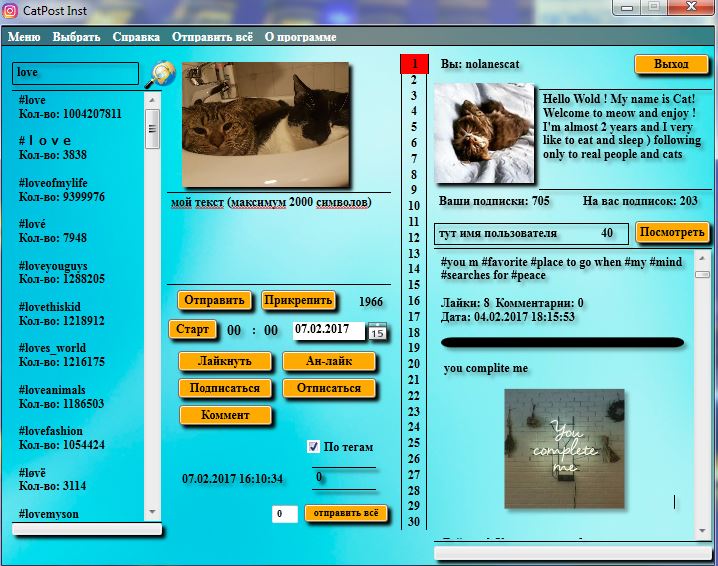 CatPost Inst
Меню Выбрать Справка Отправить всё О программе
love
#love
Кол-во: 1004207811
# l o v e
Кол-во: 3838
#loveofmylife
Кол-во: 9399976
#lové
Кол-во: 7948
#loveyouguys
Кол-во: 1288205
#lovethiskid
Кол-во: 1218912
#loves_world
Кол-во: 1216175
#loveanimals
Кол-во: 1186503
#lovefashion
Кол-во: 1054424
#løvë
Кол-во: 3114
#lovemyson
мой текст (максимум 2000 символов)
Отправить Прикрепить 1966
Старт 00 : 00 07.02.2017 15
Лайкнуть Ан-лайк
Подписаться Отписаться
Коммент
По тегам
07.02.2017 16:10:34 0
0 отправить всё
1
2
3
4
5
6
7
8
9
10
11
12
13
14
15
16
17
18
19
20
21
22
23
24
25
26
27
28
29
30
Вы: nolanescat Выход
Hello Wold ! My name is Cat!
Welcome to meow and enjoy !
I'm almost 2 years and I very
like to eat and sleep ) following
only to real people and cats
Ваши подписки: 705 На вас подписок: 203
тут имя пользователя 40 Посмотреть
#you m #favorite #place to go when #my #mind
#searches for #peace
Лайки: 8 Комментарии: 0
Дата: 04.02.2017 18:15:53
you complite me
You
complete
me